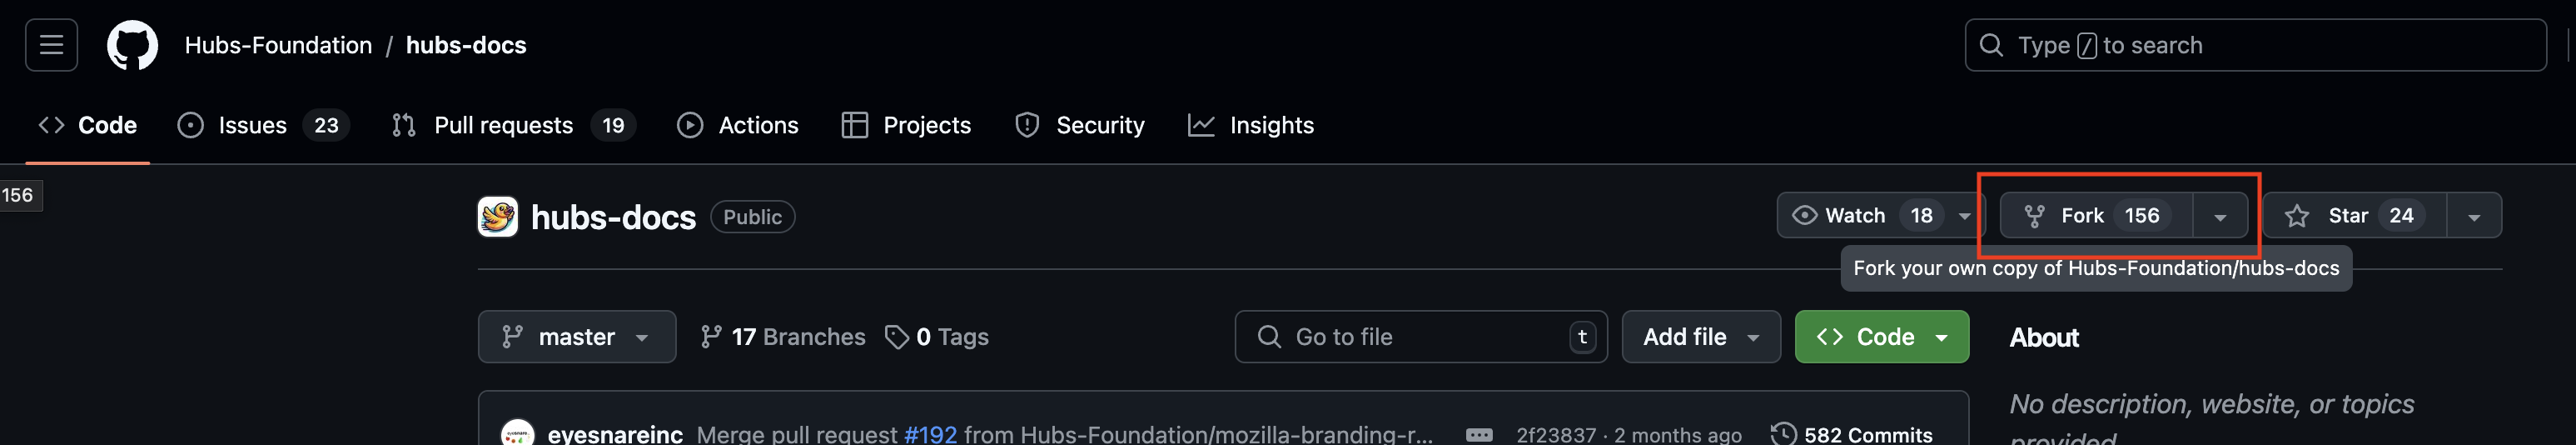 Hubs-Foundation / hubs-docs
Type / to search
Code
Issues 23
Pull requests 19
Actions
Projects
Security
Insights
156
hubs-docs Public
Watch 18
Fork 156
Star 24
Fork your own copy of Hubs-Foundation/hubs-docs
master
17 Branches
0 Tags
Go to file t
Add file
Code
About
eyesnareinc Merge pull request #192 from Hubs-Foundation/mozilla-branding-r...
2f23837 · 2 months ago
582 Commits
No description, website, or topics
provided